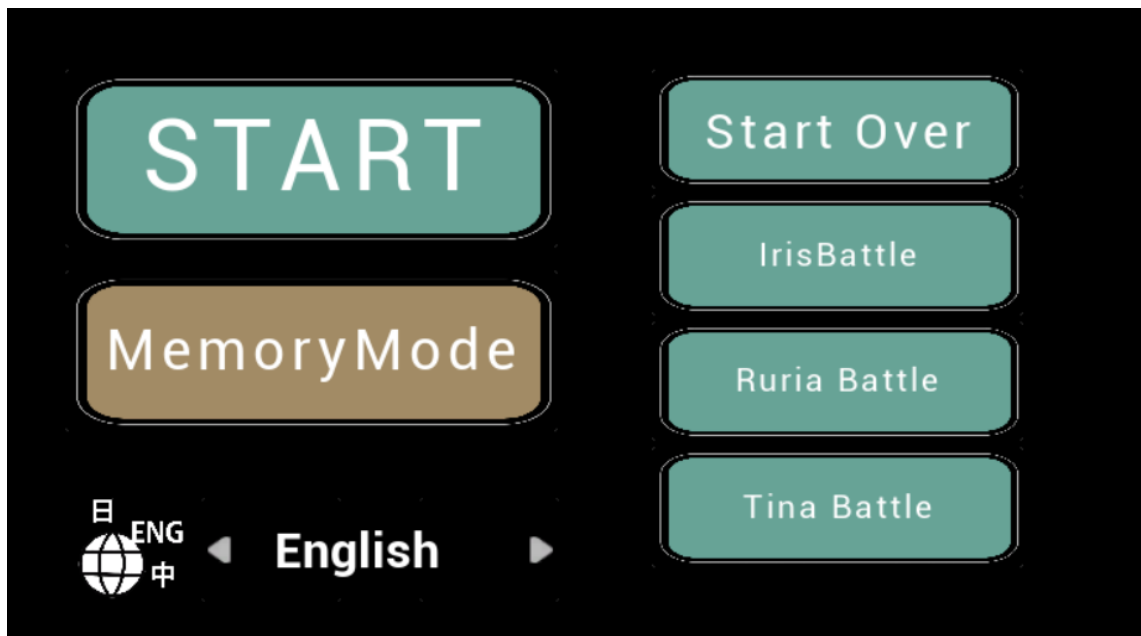 START
MemoryMode
日
ENG
中
English
Start Over
IrisBattle
Ruria Battle
Tina Battle